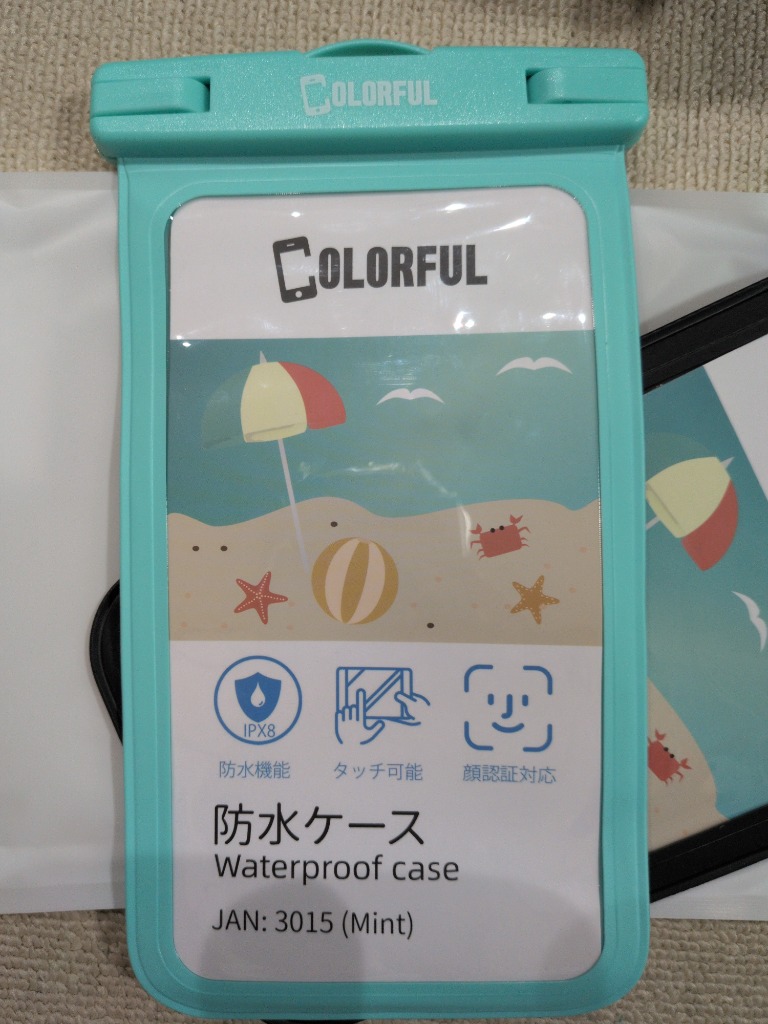 COLORFUL
COLORFUL
IPX8
防水機能 タッチ可能 顔認証対応
防水ケース
Waterproof case
JAN: 3015 (Mint)